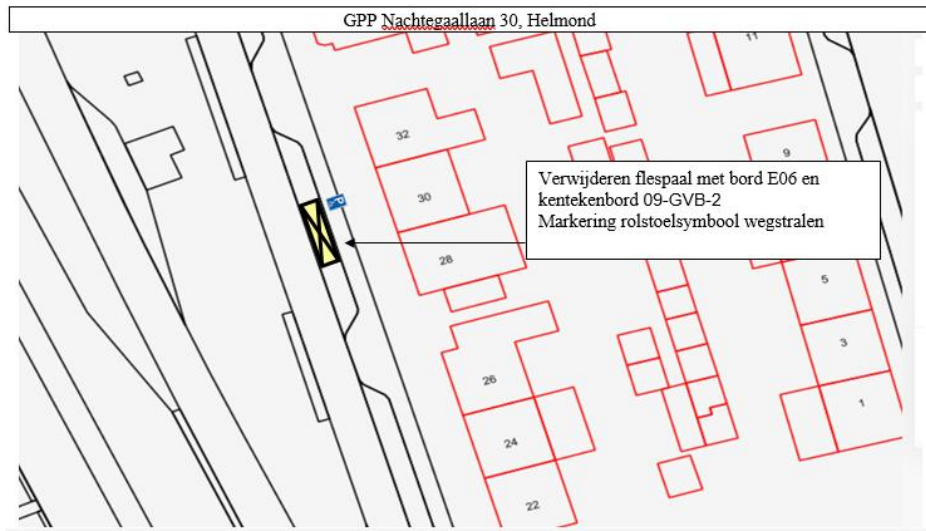 GPP Nachtegaallaan 30, Helmond
11
32
9
Verwijderen flespaal met bord E06 en
kentekenbord 09-GVB-2
Markering rolstoelsymbool wegstralen
30
P
28
5
3
26
1
24
22